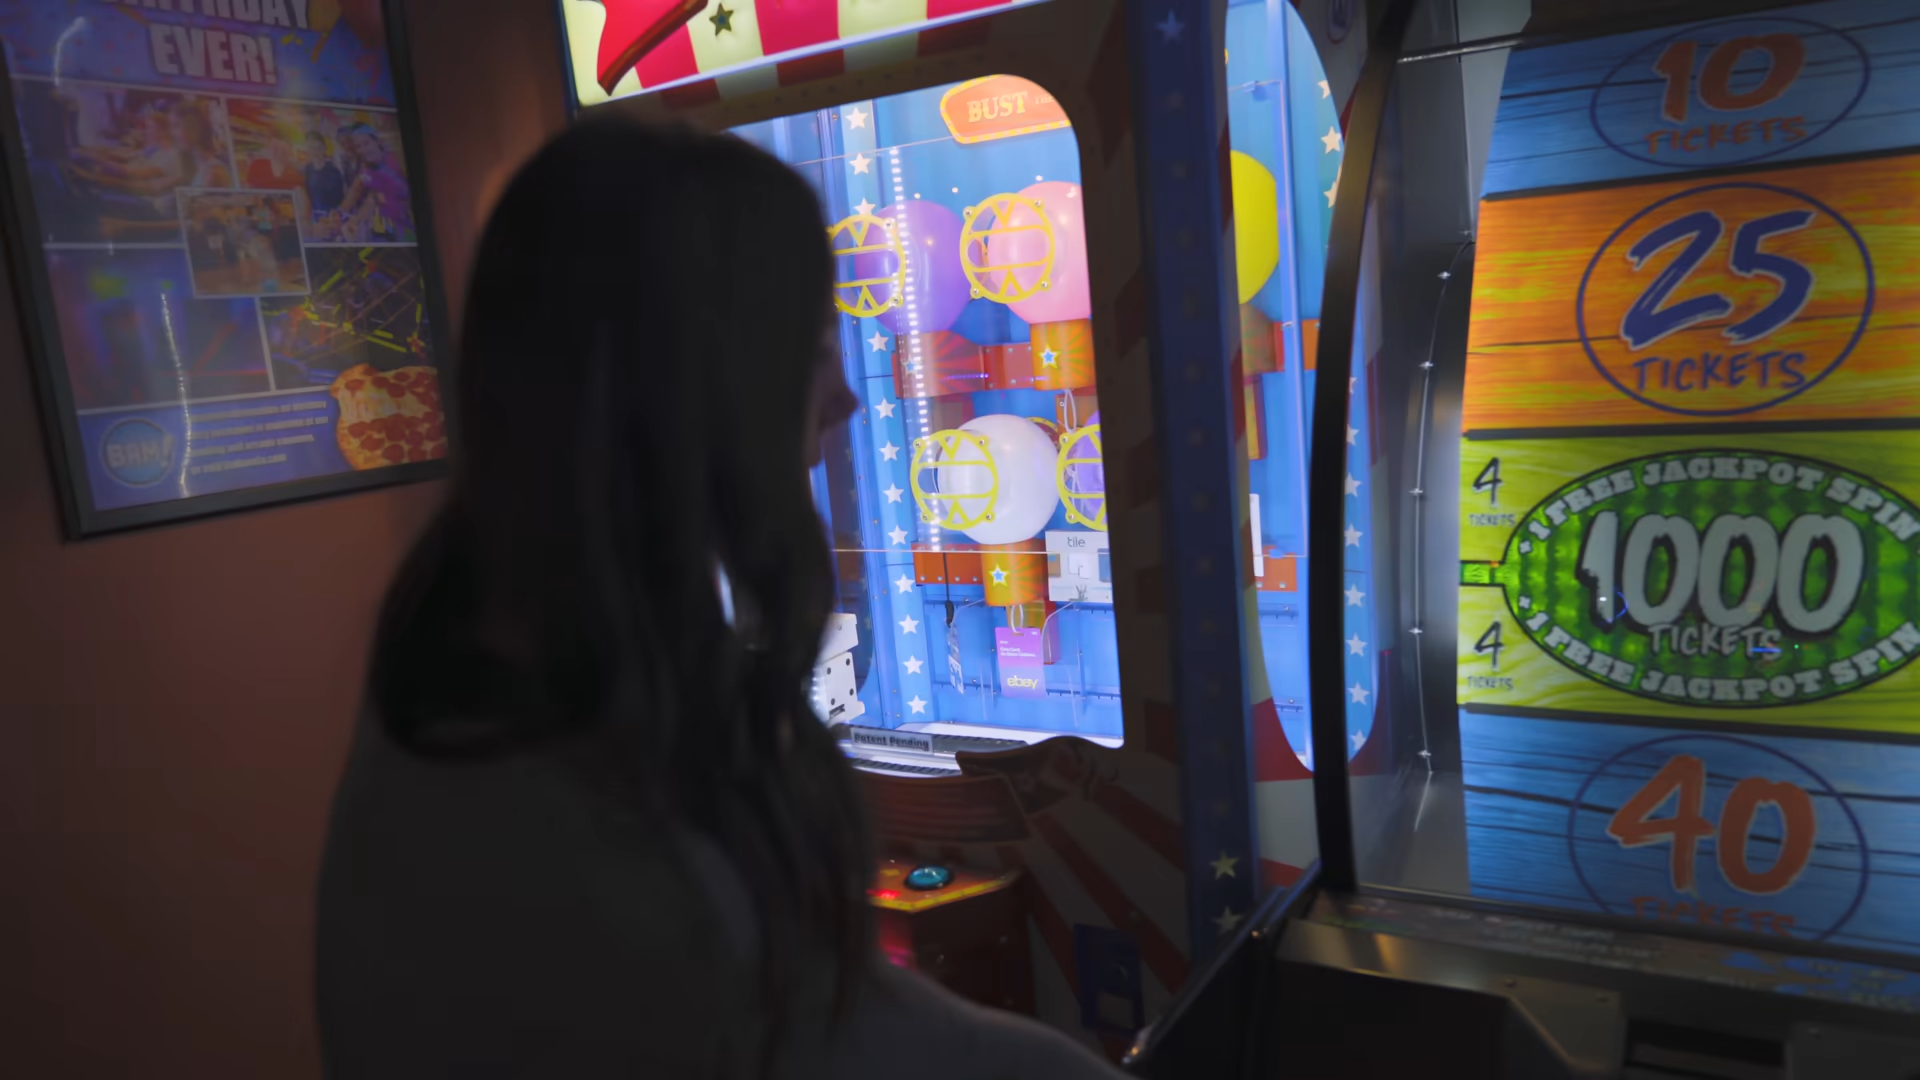 BIRTHDAY
EVER!
BAM!
BUST
tile
ebay
Patent Pending
10
TICKETS
25
TICKETS
4
TICKETS
1 FREE JACKPOT SPIN
1000
TICKETS
1 FREE JACKPOT SPIN
4
TICKETS
40
TICKETS